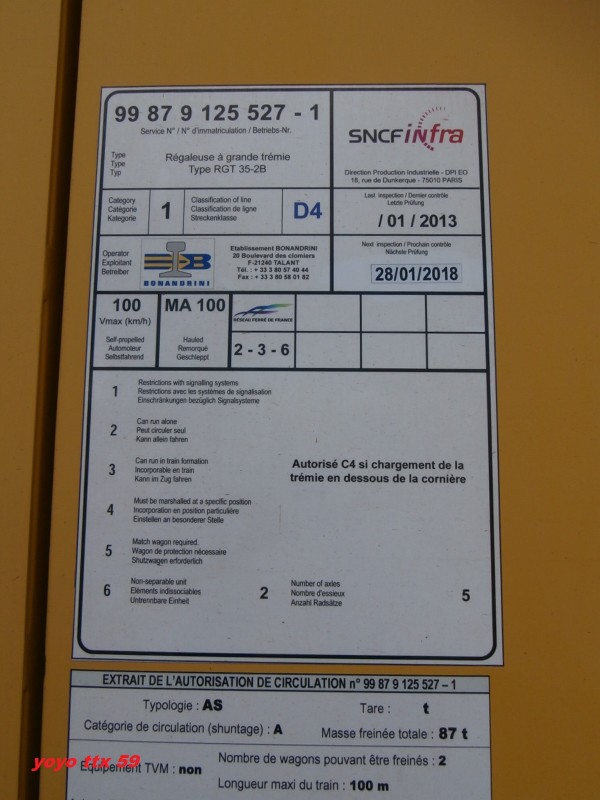 99 87 9 125 527 - 1
Service N° / N° d'immatriculation / Betriebs-Nr.
SNCF infra
Type
Type
Typ
Régaleuse à grande trémie
Type RGT 35-2B
Direction Production Industrielle - DPI EO
18, rue de Dunkerque - 75010 PARIS
Category
Catégorie
Kategorie
1
Classification of line
Classification de ligne
Streckenklasse
D4
Last inspection / Dernier contrôle
Letzte Prüfung
/ 01 / 2013
Operator
Exploitant
Betreiber
B
BONANDRINI
Etablissement BONANDRINI
20 Boulevard des clomiers
F-21240 TALANT
Tél. : + 33 3 80 57 40 44
Fax : + 33 3 80 58 01 82
Next inspection / Prochain contrôle
Nächste Prüfung
28/01/2018
100
Vmax (km/h)
MA 100
RESEAU FERRE DE FRANCE
Self-propelled
Automoteur
Selbstfahrend
Hauled
Remorqué
Geschleppt
2 - 3 - 6
1
Restrictions with signalling systems
Restrictions avec les systèmes de signalisation
Einschränkungen bezüglich Signalsysteme
2
Can run alone
Peut circuler seul
Kann allein fahren
3
Can run in train formation
Incorporable en train
Kann im Zug fahren
Autorisé C4 si chargement de la
trémie en dessous de la cornière
4
Must be marshalled at a specific position
Incorporation en position particulière
Einstellen an besonderer Stelle
5
Match wagon required.
Wagon de protection nécessaire
Shutzwagen erforderlich
6
Non-separable unit
Eléments indissociables
Untrennbare Einheit
2
Number of axles
Nombre d'essieux
Anzahl Radsätze
5
EXTRAIT DE L'AUTORISATION DE CIRCULATION n° 99 87 9 125 527 – 1
Typologie : AS
Tare : t
Catégorie de circulation (shuntage) : A
Masse freinée totale : 87 t
Equipement TVM : non
Nombre de wagons pouvant être freinés : 2
Longueur maxi du train : 100 m
yoyo ttx 59